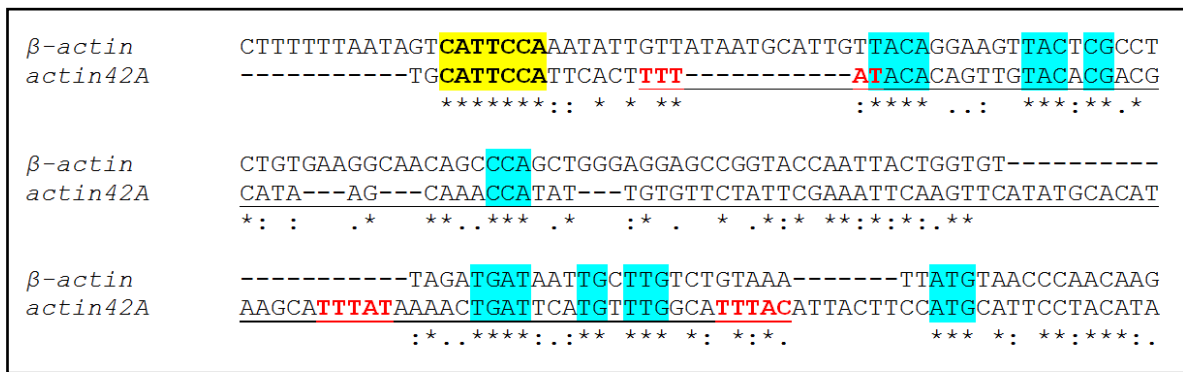 β-actin CTTTTTTAATAGTCATTCCAAATATTGTTATAATGCATTGTTACAGGAAGTTACTCGCCT
actin42A -----------TGCATTCCATTCACTTTT-----------ATACACAGTTGTACACGACG
*******:: * * ** :**** ..: ***:**.*
β-actin CTGTGAAGGCAACAGCCCAGCTGGGAGGAGCCGGTACCAATTACTGGTGT----------
actin42A CATA---AG---CAAACCATAT---TGTGTTCTATTCGAAATTCAAGTTCATATGCACAT
*: : .* **..*** .* :* . * .*: **:*:*:.**
β-actin -----------TAGATGATAATTGCTTGTCTGTAAA-------TTATGTAACCCAACAAG
actin42A AAGCATTTATAAAACTGATTCATGTTTGGCATTTACATTACTTCCATGCATTCCTACATA
:*..****:.:** *** *: *:*. *** *: **:***:.